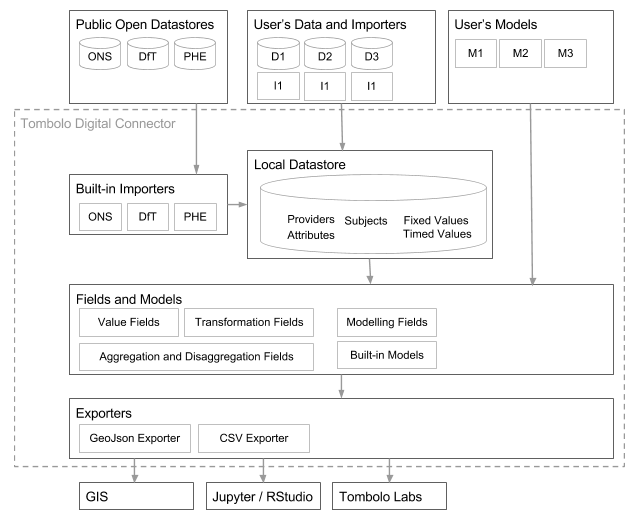 Public Open Datastores
ONS DfT PHE
User's Data and Importers
D1 D2 D3
I1 I1 I1
User's Models
M1 M2 M3
Tombolo Digital Connector
Built-in Importers
ONS DfT PHE
Local Datastore
Providers Subjects Fixed Values
Attributes Timed Values
Fields and Models
Value Fields Transformation Fields Modelling Fields
Aggregation and Disaggregation Fields Built-in Models
Exporters
GeoJson Exporter CSV Exporter
GIS Jupyter / RStudio Tombolo Labs